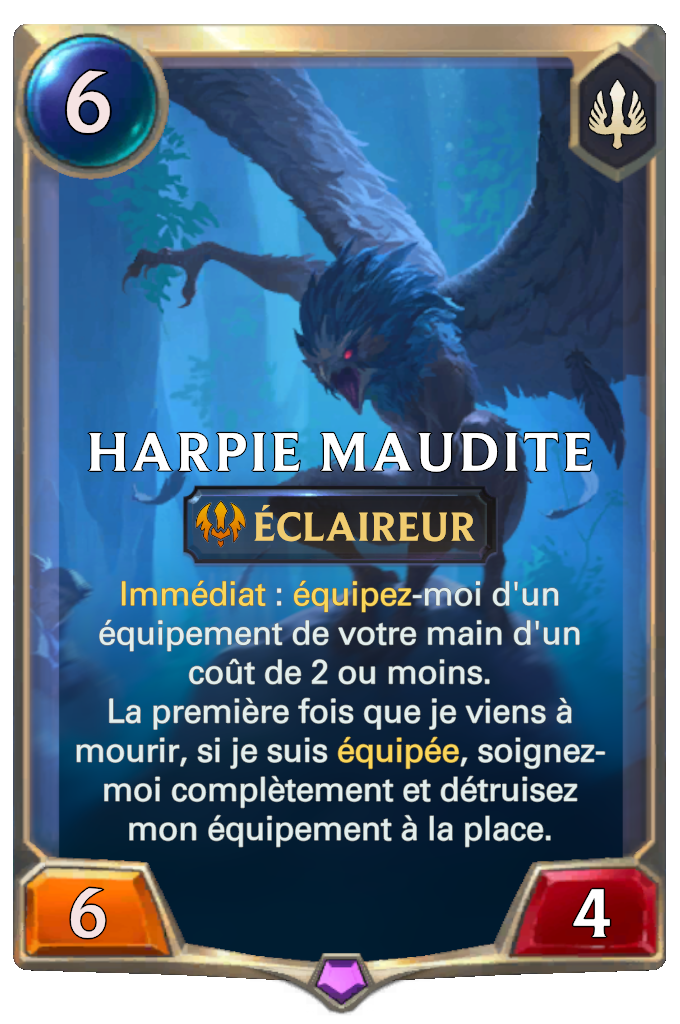 6
HARPIE MAUDITE
ÉCLAIREUR
Immédiat : équipez-moi d'un
équipement de votre main d'un
coût de 2 ou moins.
La première fois que je viens à
mourir, si je suis équipée, soignez-
moi complètement et détruisez
mon équipement à la place.
6
4